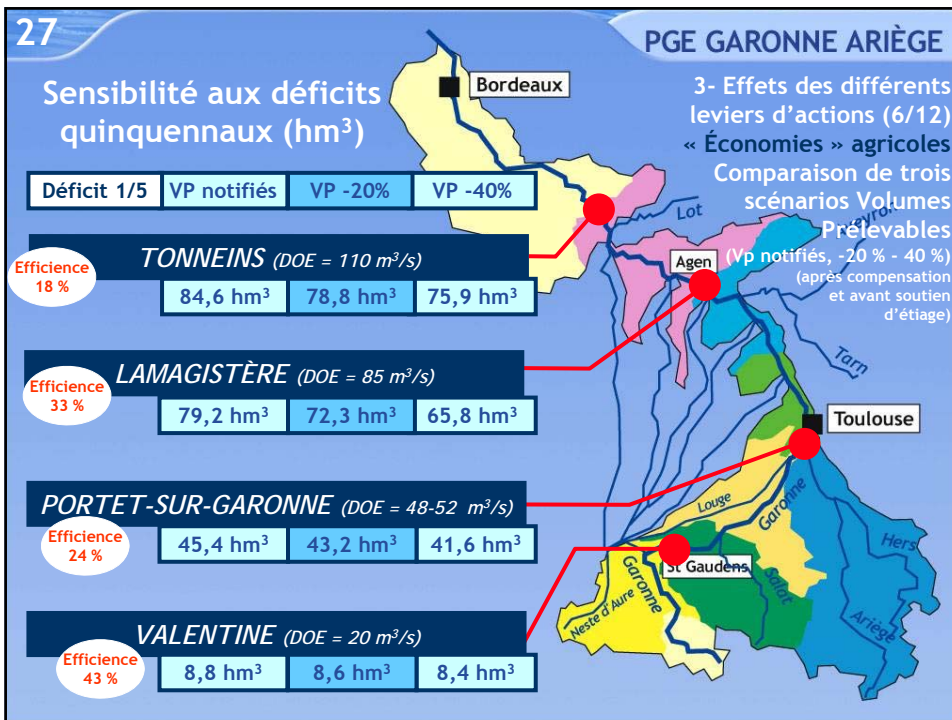 27
PGE GARONNE ARIÈGE
Sensibilité aux déficits
quinquennaux (hm³)
3- Effets des différents
leviers d'actions (6/12)
« Économies » agricoles
Comparaison de trois
scénarios Volumes
Prélevables
(Vp notifiés, -20 % - 40 %)
(après compensation
et avant soutien
d'étiage)
Déficit 1/5 VP notifiés VP -20% VP -40%
TONNEINS (DOE = 110 m³/s)
Efficience
18 %
84,6 hm³ 78,8 hm³ 75,9 hm³
LAMAGISTÈRE (DOE = 85 m³/s)
Efficience
33 %
79,2 hm³ 72,3 hm³ 65,8 hm³
PORTET-SUR-GARONNE (DOE = 48-52 m³/s)
Efficience
24 %
45,4 hm³ 43,2 hm³ 41,6 hm³
VALENTINE (DOE = 20 m³/s)
Efficience
43 %
8,8 hm³ 8,6 hm³ 8,4 hm³
Bordeaux
Lot
Agen
Tarn
Toulouse
Louge
Garonne
Hers
St Gaudens
Salat
Garonne
Neste d'Aure
Ariège